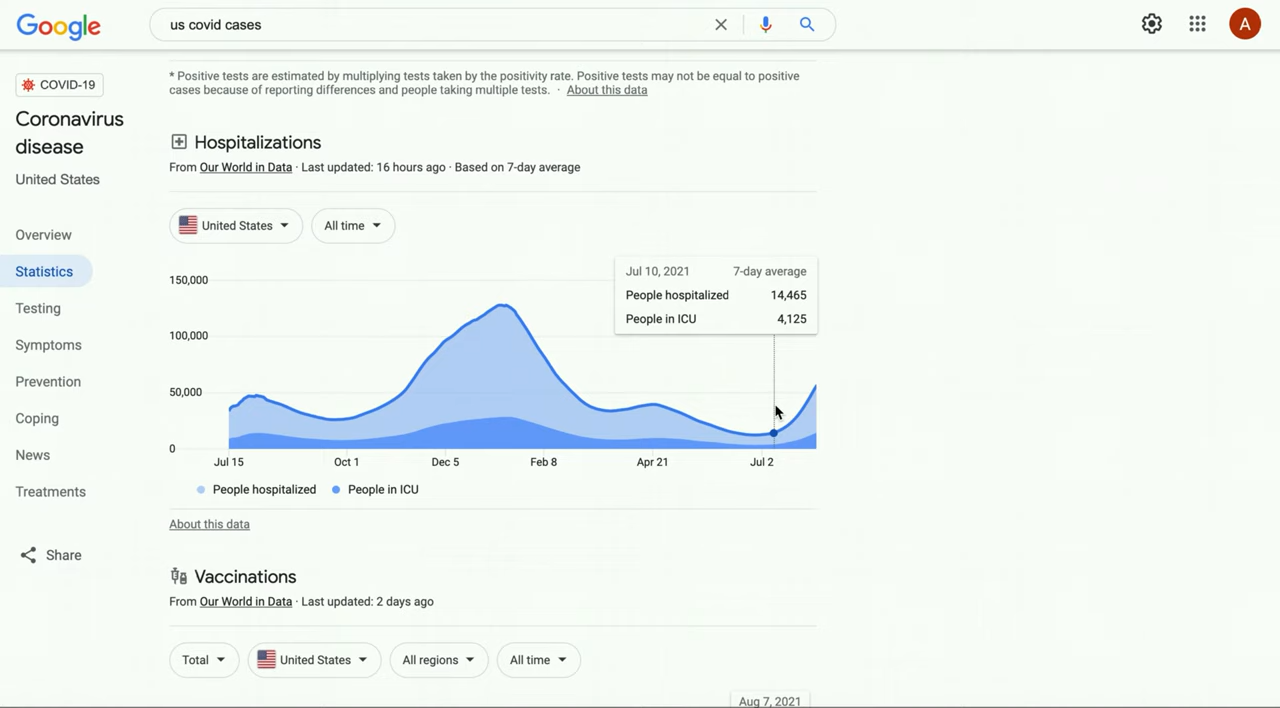 Google
us covid cases
A
COVID-19
Coronavirus
disease
United States
Overview
Statistics
Testing
Symptoms
Prevention
Coping
News
Treatments
Share
* Positive tests are estimated by multiplying tests taken by the positivity rate. Positive tests may not be equal to positive
cases because of reporting differences and people taking multiple tests. · About this data
Hospitalizations
From Our World in Data · Last updated: 16 hours ago · Based on 7-day average
United States
All time
Jul 10, 2021 7-day average
People hospitalized 14,465
People in ICU 4,125
150,000
100,000
50,000
0
Jul 15 Oct 1 Dec 5 Feb 8 Apr 21 Jul 2
People hospitalized People in ICU
About this data
Vaccinations
From Our World in Data · Last updated: 2 days ago
Total United States All regions All time
Aug 7, 2021